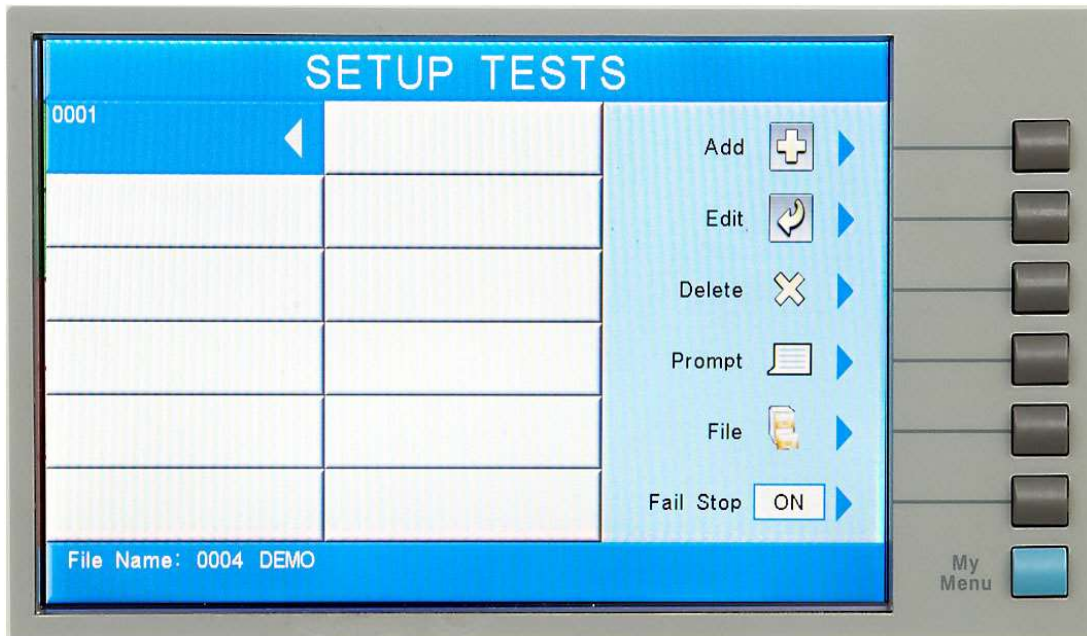 SETUP TESTS
0001
Add
Edit
Delete
Prompt
File
Fail Stop ON
File Name: 0004 DEMO
My
Menu